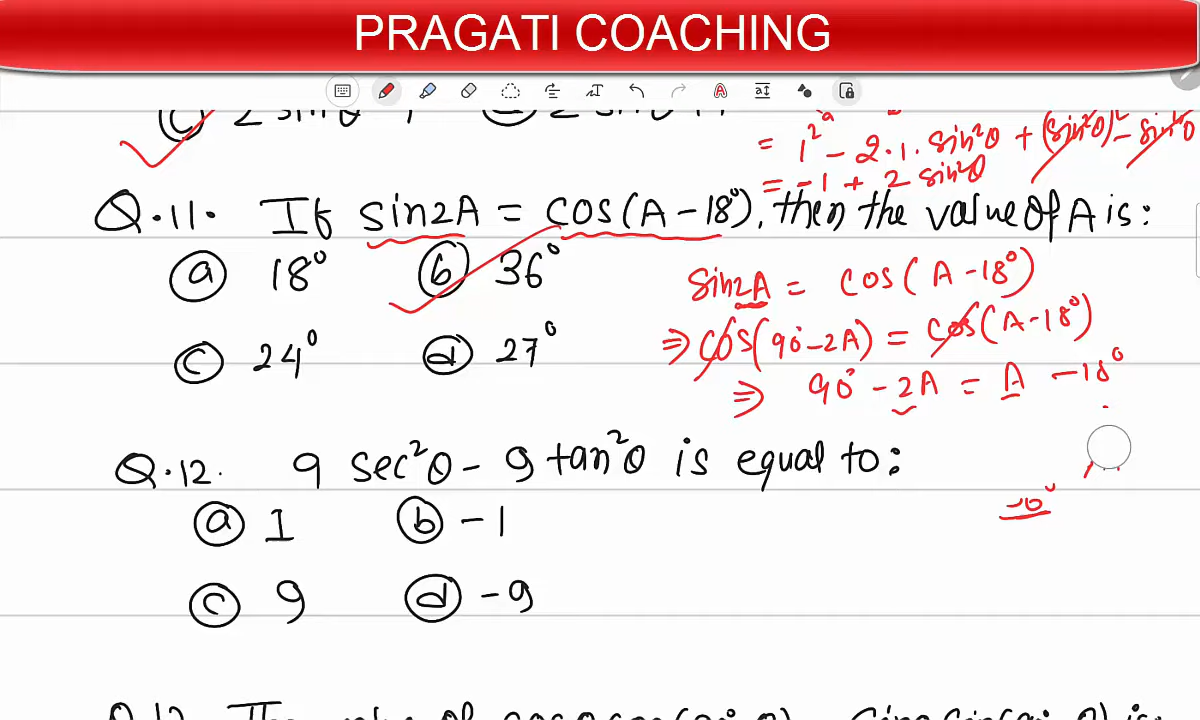 PRAGATI COACHING
= 1² - 2·1·sin²θ + (sin²θ)² - sin⁴θ
= -1 + 2 sin²θ
Q.11. If sin2A = cos(A-18°), then the value of A is:
(a) 18° (b) 36°
(c) 24° (d) 27°
sin2A = cos(A-18°)
⇒ cos(90°-2A) = cos(A-18°)
⇒ 90° - 2A = A - 18°
Q.12. 9 sec²θ - 9 tan²θ is equal to:
(a) 1 (b) -1
(c) 9 (d) -9